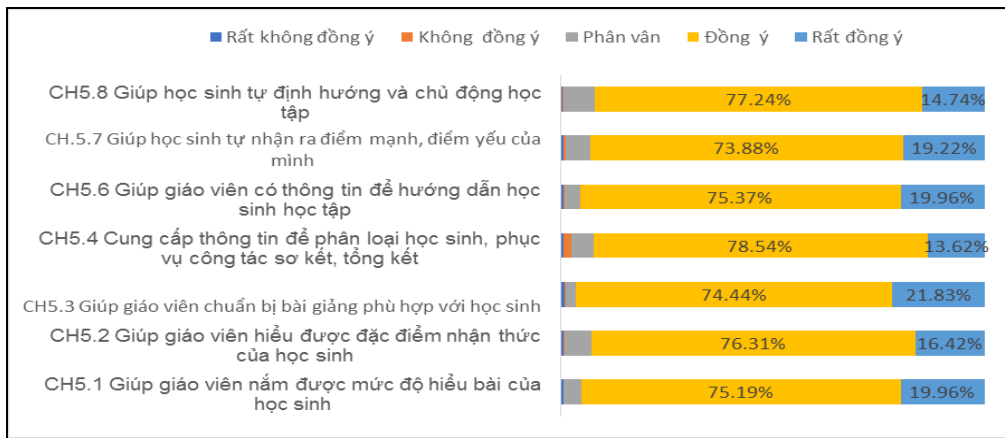 Rất không đồng ý Không đồng ý Phân vân Đồng ý Rất đồng ý
CH5.8 Giúp học sinh tự định hướng và chủ động học
tập
77.24% 14.74%
CH.5.7 Giúp học sinh tự nhận ra điểm mạnh, điểm yếu của
mình
73.88% 19.22%
CH5.6 Giúp giáo viên có thông tin để hướng dẫn học
sinh học tập
75.37% 19.96%
CH5.4 Cung cấp thông tin để phân loại học sinh, phục
vụ công tác sơ kết, tổng kết
78.54% 13.62%
CH5.3 Giúp giáo viên chuẩn bị bài giảng phù hợp với học sinh
74.44% 21.83%
CH5.2 Giúp giáo viên hiểu được đặc điểm nhận thức
của học sinh
76.31% 16.42%
CH5.1 Giúp giáo viên nắm được mức độ hiểu bài của
học sinh
75.19% 19.96%